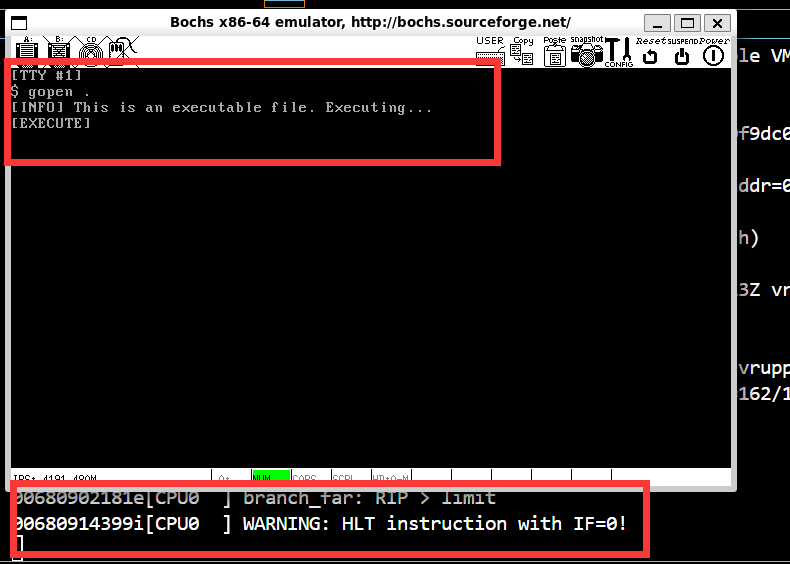 Bochs x86-64 emulator, http://bochs.sourceforge.net/
A: B: CD USER Copy Paste snapshot CONFIG Reset SUSPEND Power
[TTY #1]
$ gopen .
[INFO] This is an executable file. Executing...
[EXECUTE]
le VM
f9dc0
ddr=0
h)
3Z vr
vrupp
162/1
IPS: 4191.480M A: NUM CAPS SCRL HD:0-M
00680902181e[CPU0 ] branch_far: RIP > limit
00680914399i[CPU0 ] WARNING: HLT instruction with IF=0!